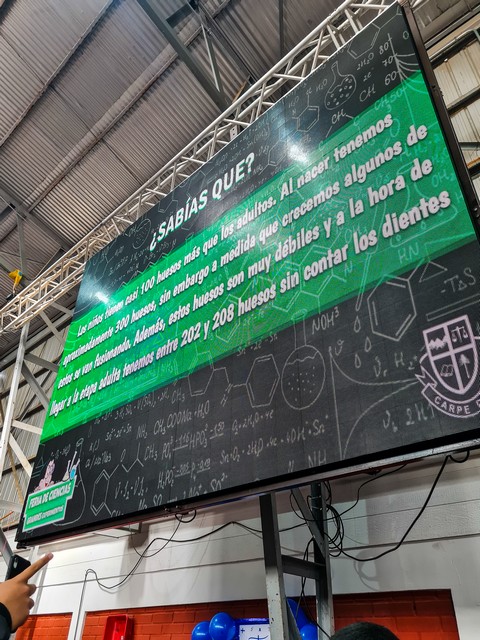 ¿SABÍAS QUE?
Los niños tienen casi 100 huesos más que los adultos. Al nacer tenemos
aproximadamente 300 huesos, sin embargo a medida que crecemos algunos de
estos se van fusionando. Además, estos huesos son muy débiles y a la hora de
llegar a la etapa adulta tenemos entre 202 y 208 huesos sin contar los dientes
NOH³
T≤S
CARPE D
FERIA DE CIENCIAS